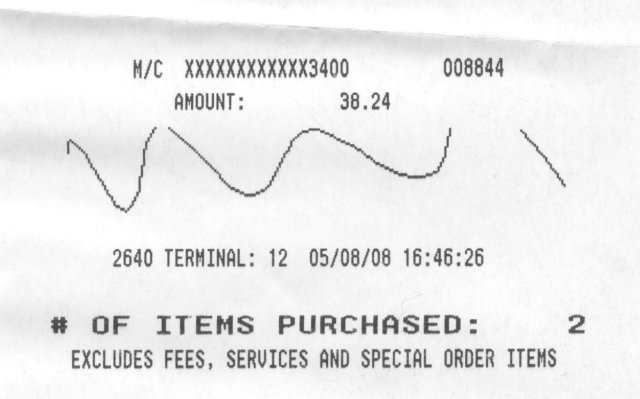 M/C XXXXXXXXXXXX3400 008844
AMOUNT: 38.24
2640 TERMINAL: 12 05/08/08 16:46:26
# OF ITEMS PURCHASED: 2
EXCLUDES FEES, SERVICES AND SPECIAL ORDER ITEMS